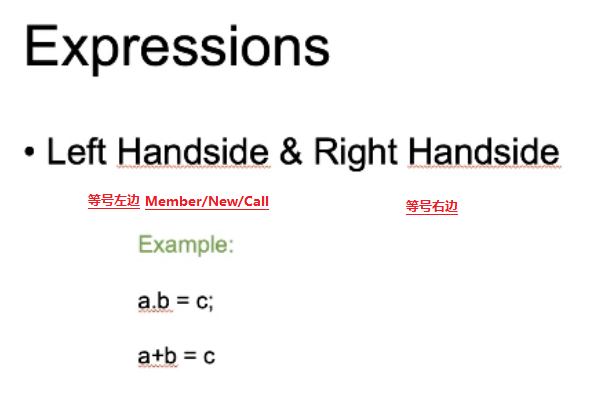 Expressions
• Left Handside & Right Handside
等号左边 Member/New/Call 等号右边
Example:
a.b = c;
a+b = c